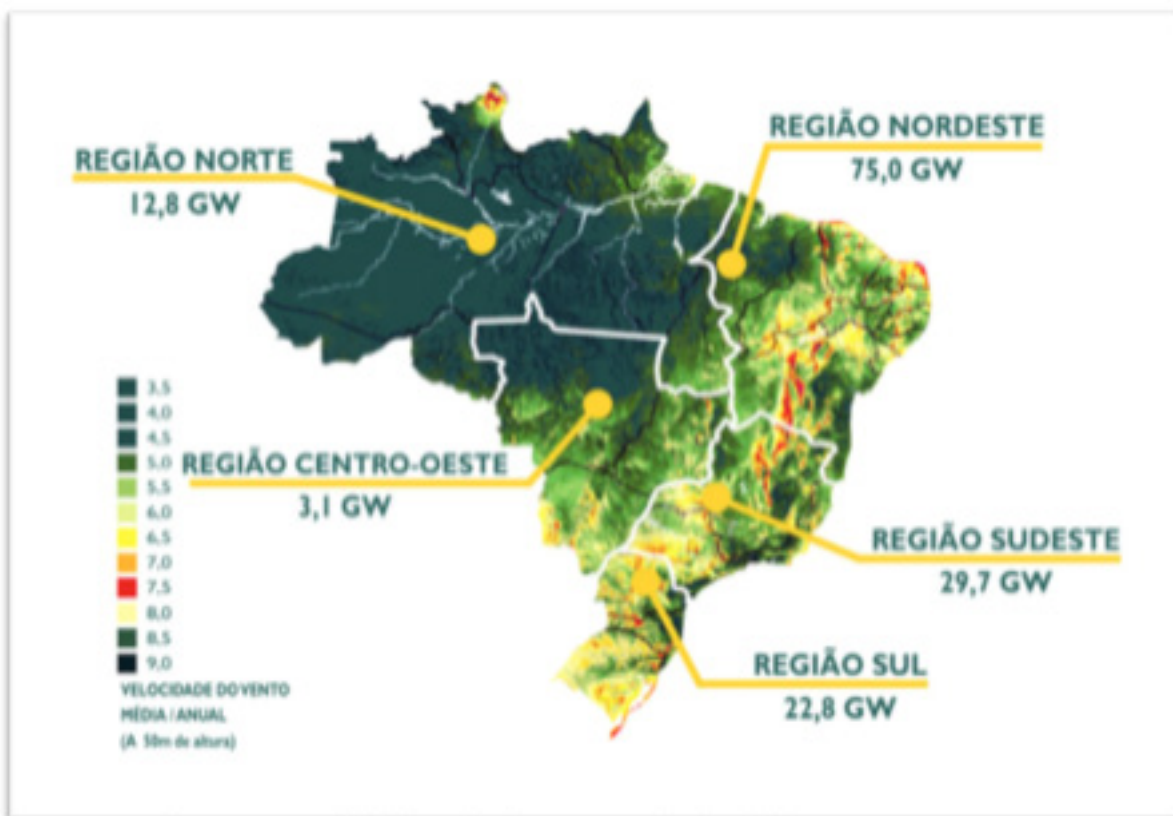 REGIÃO NORDESTE
75,0 GW
REGIÃO NORTE
12,8 GW
3,5
4,0
4,5
5,0
5,5
6,0
6,5
7,0
7,5
8,0
8,5
9,0
VELOCIDADE DO VENTO
MÉDIA / ANUAL
(A 50m de altura)
REGIÃO CENTRO-OESTE
3,1 GW
REGIÃO SUDESTE
29,7 GW
REGIÃO SUL
22,8 GW